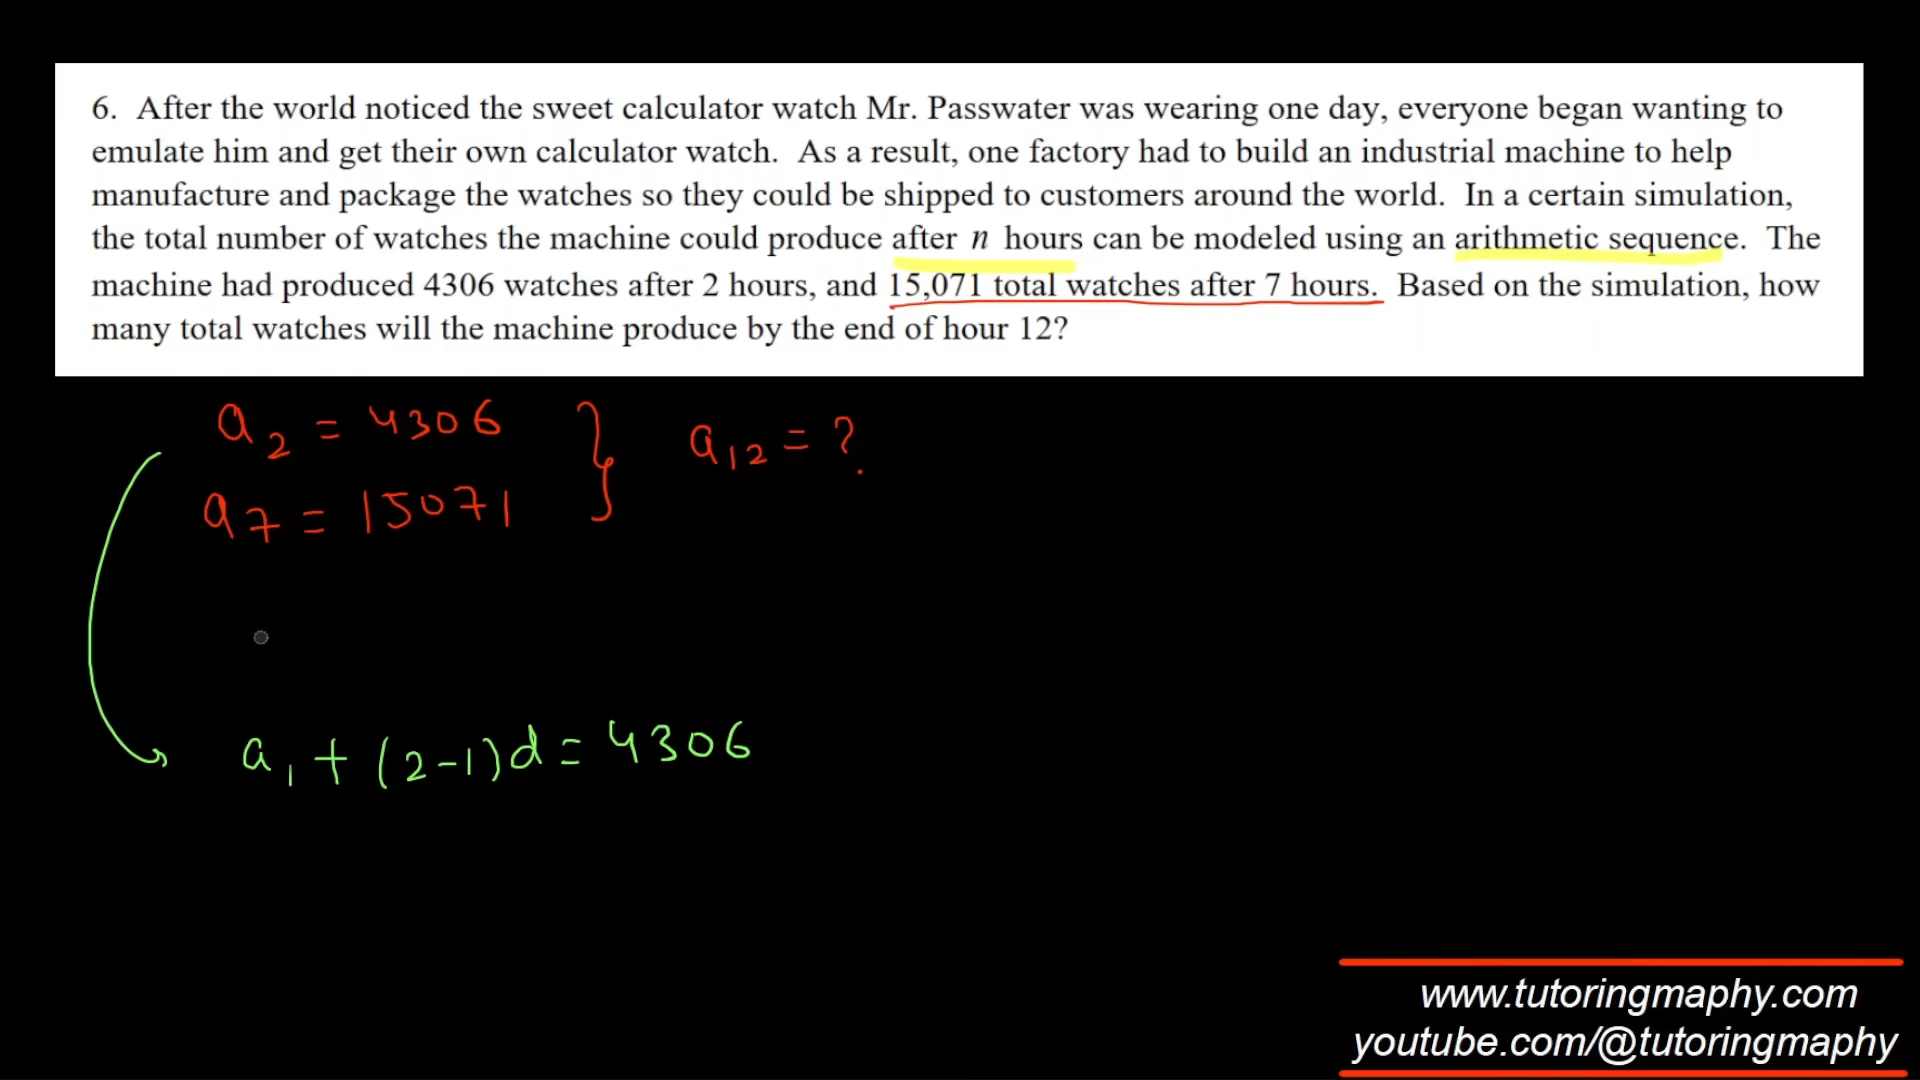 6. After the world noticed the sweet calculator watch Mr. Passwater was wearing one day, everyone began wanting to
emulate him and get their own calculator watch. As a result, one factory had to build an industrial machine to help
manufacture and package the watches so they could be shipped to customers around the world. In a certain simulation,
the total number of watches the machine could produce after n hours can be modeled using an arithmetic sequence. The
machine had produced 4306 watches after 2 hours, and 15,071 total watches after 7 hours. Based on the simulation, how
many total watches will the machine produce by the end of hour 12?
a₂ = 4306
a₇ = 15071
} a₁₂ = ?
a₁ + (2-1)d = 4306
www.tutoringmaphy.com
youtube.com/@tutoringmaphy